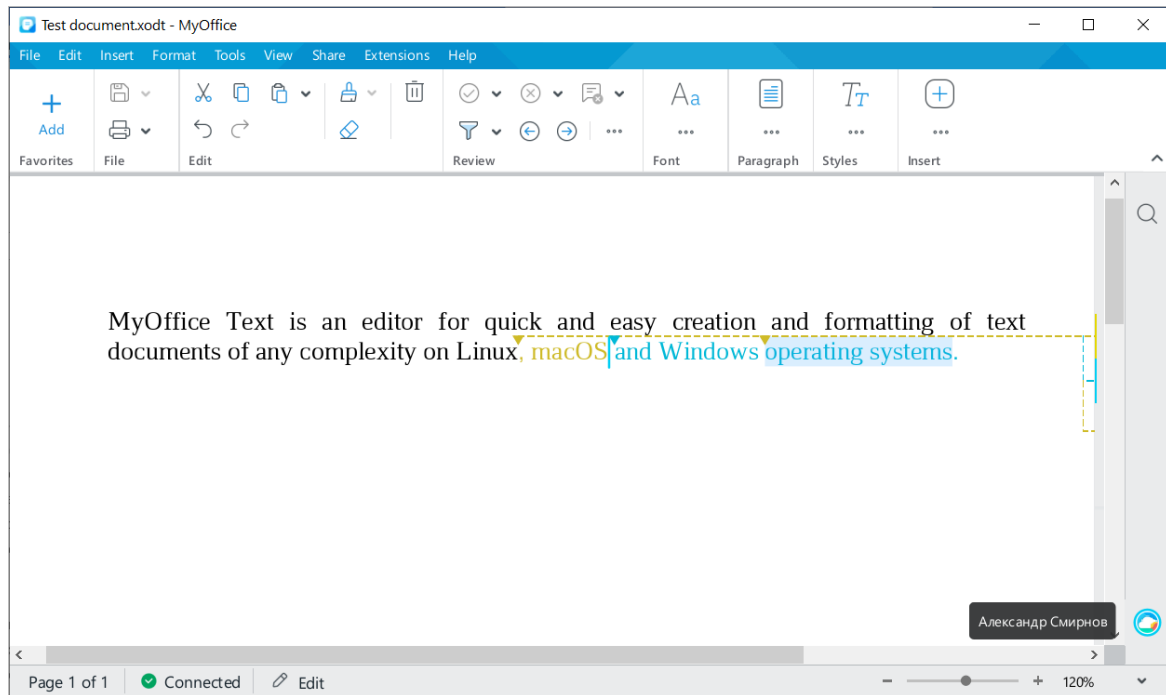 Test document.xodt - MyOffice
File Edit Insert Format Tools View Share Extensions Help
Add
Favorites File Edit Review Font Paragraph Styles Insert
MyOffice Text is an editor for quick and easy creation and formatting of text
documents of any complexity on Linux, macOS and Windows operating systems.
Александр Смирнов
Page 1 of 1 Connected Edit 120%